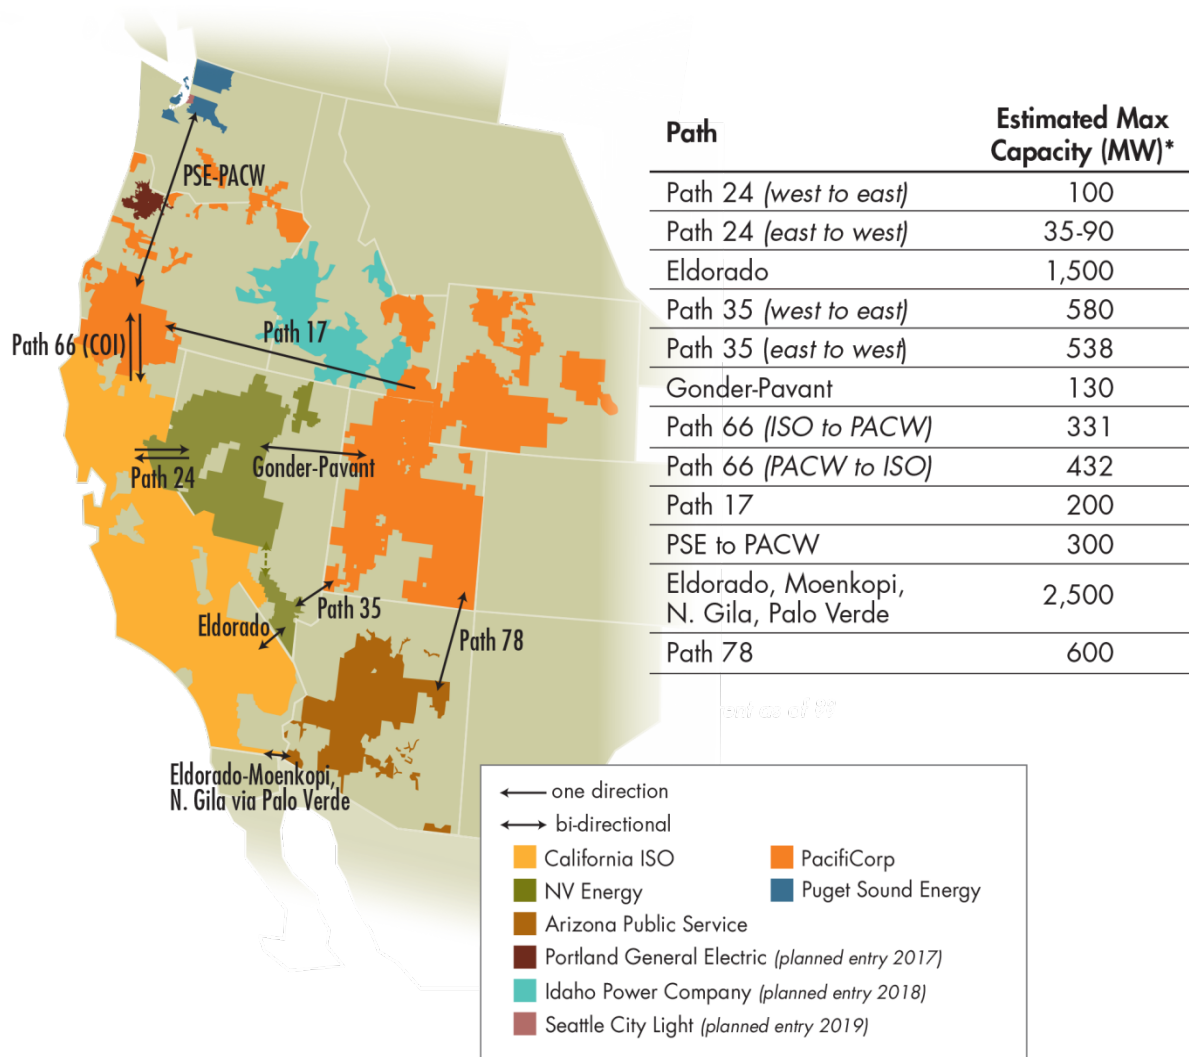 PSE-PACW
Path 66 (COI)
Path 17
Path 24
Gonder-Pavant
Path 35
Eldorado
Path 78
Eldorado-Moenkopi,
N. Gila via Palo Verde
Path
Estimated Max
Capacity (MW)*
Path 24 (west to east) 100
Path 24 (east to west) 35-90
Eldorado 1,500
Path 35 (west to east) 580
Path 35 (east to west) 538
Gonder-Pavant 130
Path 66 (ISO to PACW) 331
Path 66 (PACW to ISO) 432
Path 17 200
PSE to PACW 300
Eldorado, Moenkopi,
N. Gila, Palo Verde 2,500
Path 78 600
one direction
bi-directional
California ISO
PacifiCorp
NV Energy
Puget Sound Energy
Arizona Public Service
Portland General Electric (planned entry 2017)
Idaho Power Company (planned entry 2018)
Seattle City Light (planned entry 2019)